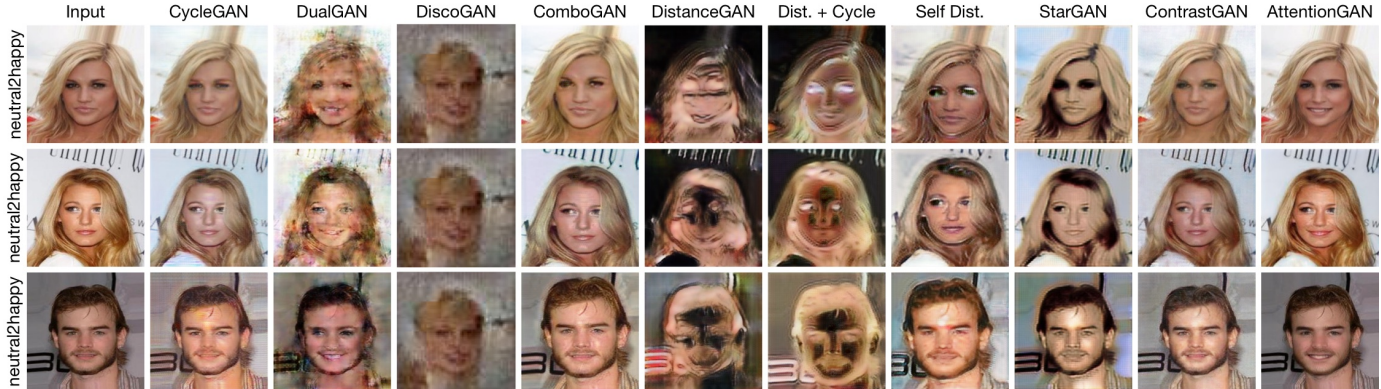 Input CycleGAN DualGAN DiscoGAN ComboGAN DistanceGAN Dist. + Cycle Self Dist. StarGAN ContrastGAN AttentionGAN
neutral2happy
neutral2happy
neutral2happy